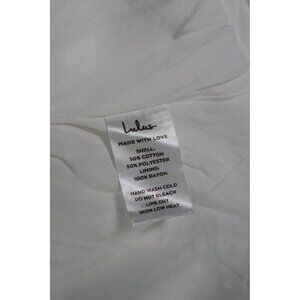 Lulus
MADE WITH LOVE
SHELL:
50% COTTON
50% POLYESTER
LINING:
100% RAYON
HAND WASH COLD
DO NOT BLEACH
LINE DRY
IRON LOW HEAT